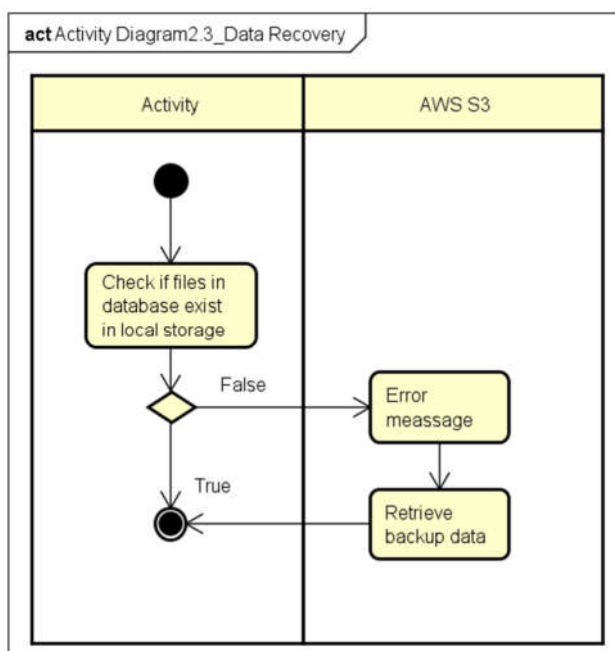 act Activity Diagram2.3_Data Recovery
Activity
AWS S3
Check if files in
database exist
in local storage
False
Error
meassage
True
Retrieve
backup data